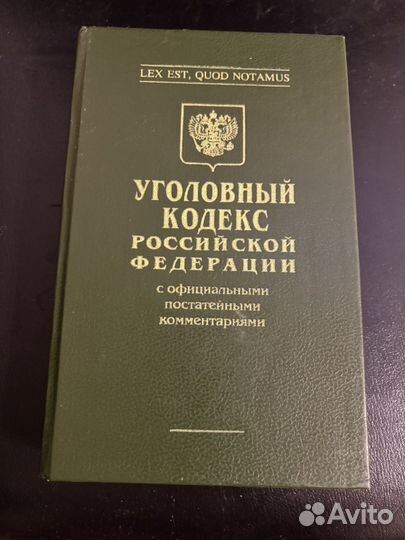 LEX EST, QUOD NOTAMUS
УГОЛОВНЫЙ
КОДЕКС
РОССИЙСКОЙ
ФЕДЕРАЦИИ
с официальными
постатейными
комментариями
Avito